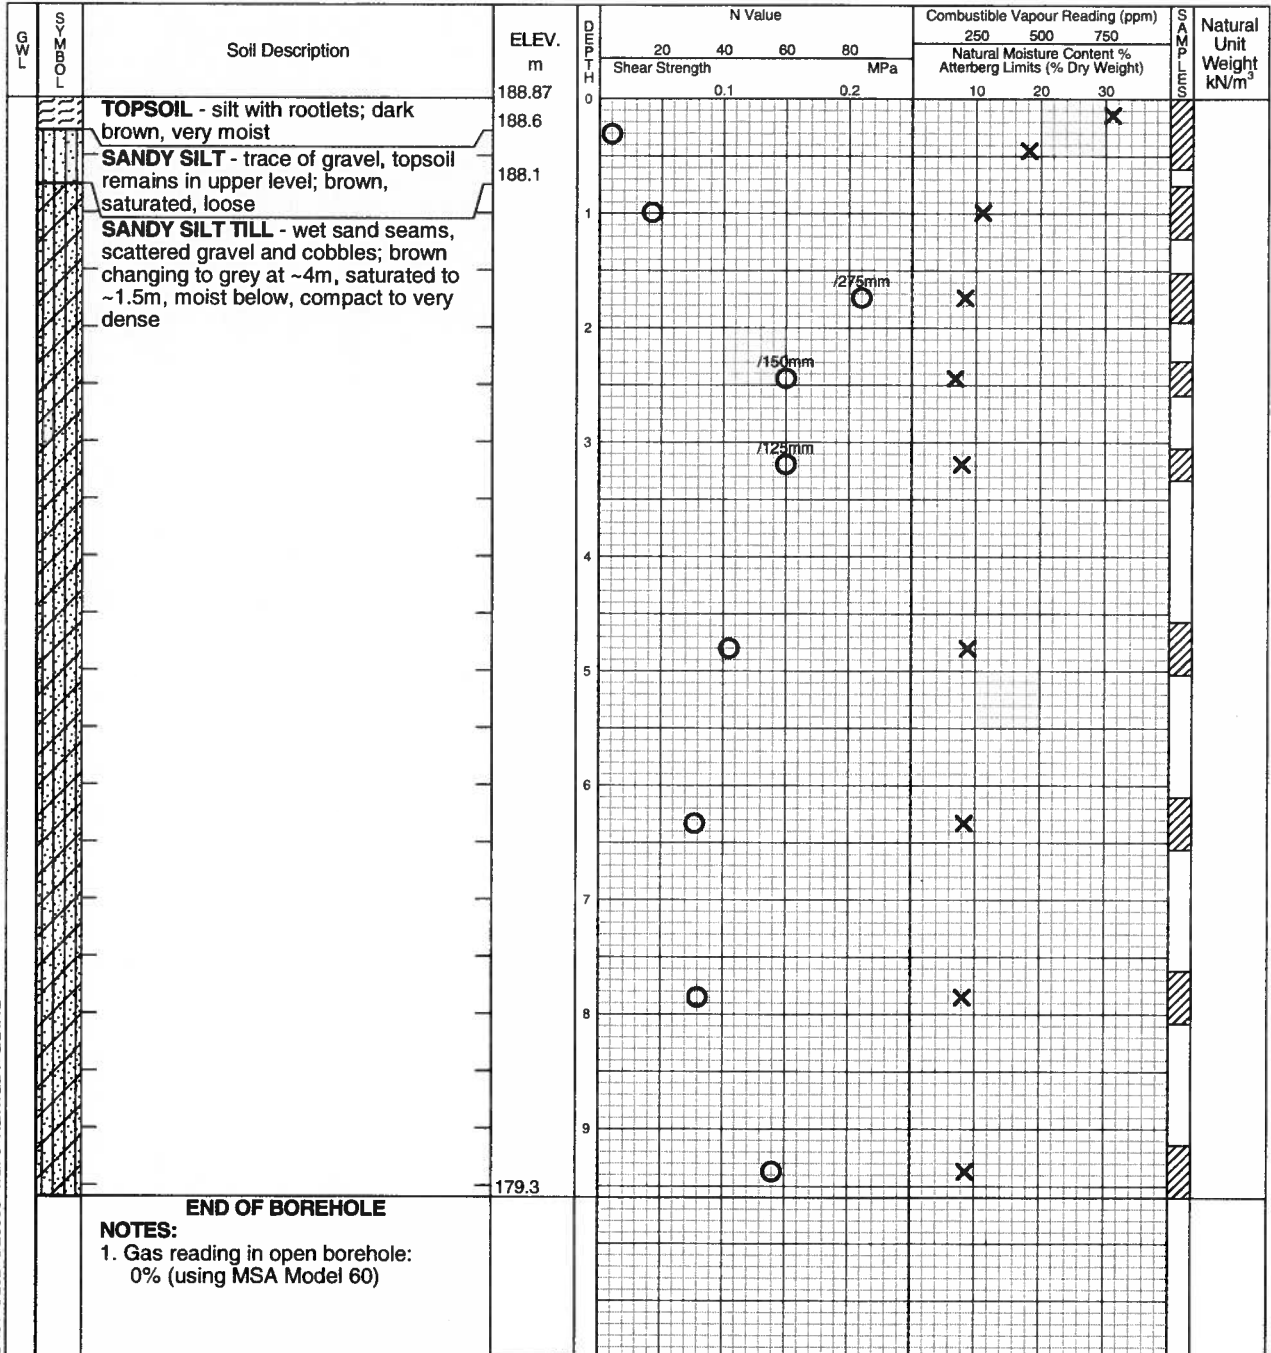 GWL
SYMBOL
Soil Description
ELEV.
m
DEPTH
N Value
20 40 60 80
Shear Strength MPa
0.1 0.2
Combustible Vapour Reading (ppm)
250 500 750
Natural Moisture Content %
Atterberg Limits (% Dry Weight)
10 20 30
SAMPLES
Natural
Unit
Weight
kN/m³
188.87
0
TOPSOIL - silt with rootlets; dark
brown, very moist
188.6
SANDY SILT - trace of gravel, topsoil
remains in upper level; brown,
saturated, loose
188.1
SANDY SILT TILL - wet sand seams,
scattered gravel and cobbles; brown
changing to grey at ~4m, saturated to
~1.5m, moist below, compact to very
dense
1
/275mm
2
/150mm
3
/125mm
4
5
6
7
8
9
179.3
END OF BOREHOLE
NOTES:
1. Gas reading in open borehole:
0% (using MSA Model 60)